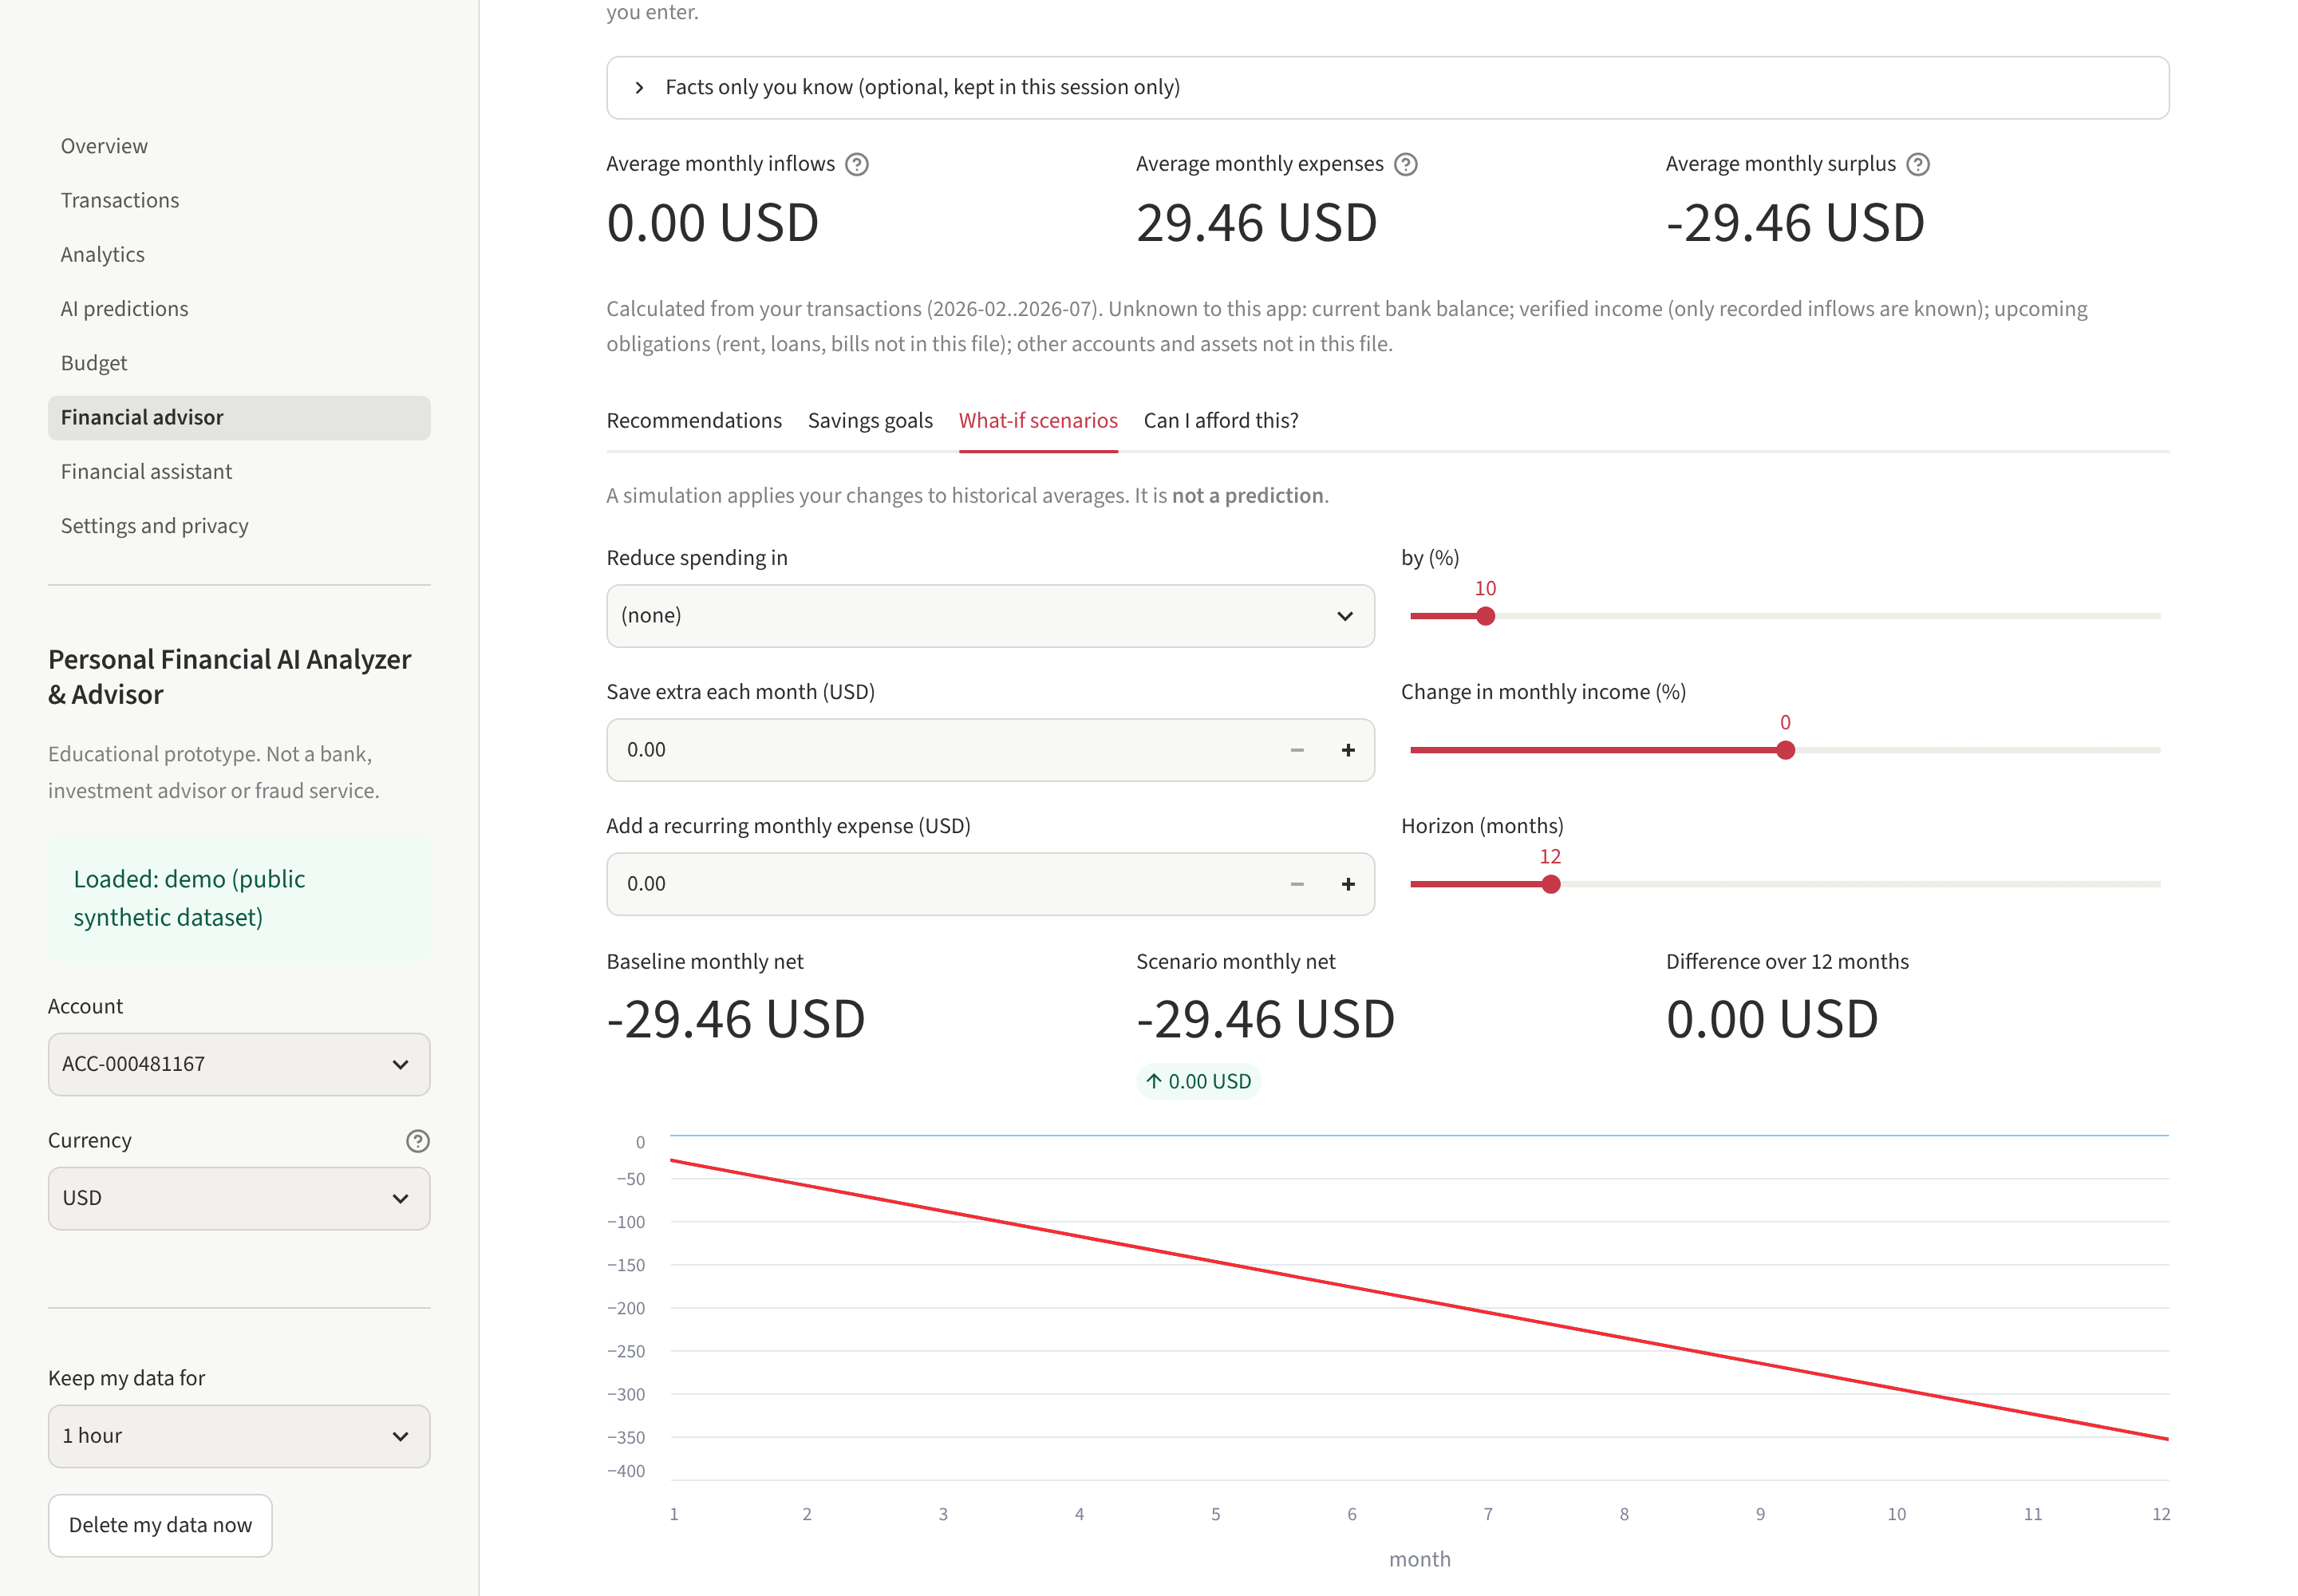 Overview
Transactions
Analytics
AI predictions
Budget
Financial advisor
Financial assistant
Settings and privacy
Personal Financial AI Analyzer
& Advisor
Educational prototype. Not a bank,
investment advisor or fraud service.
Loaded: demo (public
synthetic dataset)
Account
ACC-000481167
Currency
USD
Keep my data for
1 hour
Delete my data now
you enter.
Facts only you know (optional, kept in this session only)
Average monthly inflows
0.00 USD
Average monthly expenses
29.46 USD
Average monthly surplus
-29.46 USD
Calculated from your transactions (2026-02..2026-07). Unknown to this app: current bank balance; verified income (only recorded inflows are known); upcoming
obligations (rent, loans, bills not in this file); other accounts and assets not in this file.
Recommendations Savings goals What-if scenarios Can I afford this?
A simulation applies your changes to historical averages. It is not a prediction.
Reduce spending in
(none)
by (%)
10
Save extra each month (USD)
0.00
Change in monthly income (%)
0
Add a recurring monthly expense (USD)
0.00
Horizon (months)
12
Baseline monthly net
-29.46 USD
Scenario monthly net
-29.46 USD
↑ 0.00 USD
Difference over 12 months
0.00 USD
0
−50
−100
−150
−200
−250
−300
−350
−400
1 2 3 4 5 6 7 8 9 10 11 12
month